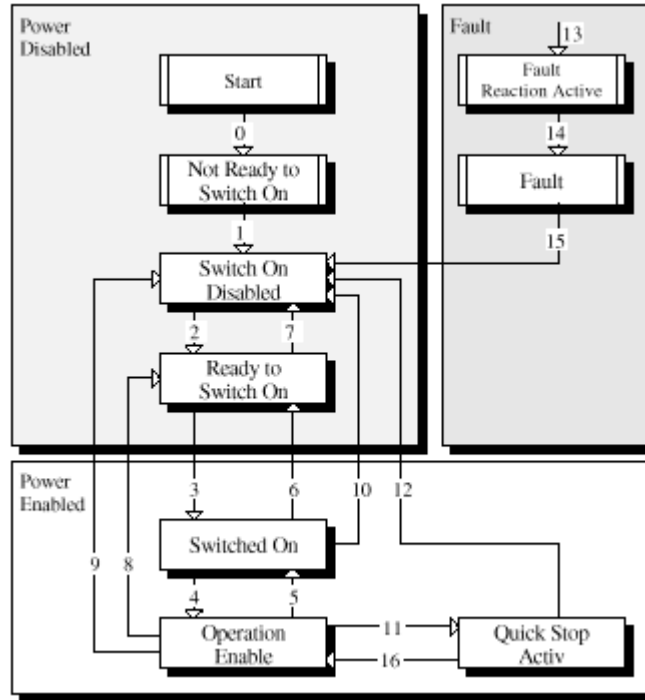 Power
Disabled
Start
0
Not Ready to
Switch On
1
Switch On
Disabled
2
7
Ready to
Switch On
Fault
13
Fault
Reaction Active
14
Fault
15
Power
Enabled
3
6
10
12
Switched On
9
8
4
5
Operation
Enable
11
16
Quick Stop
Activ